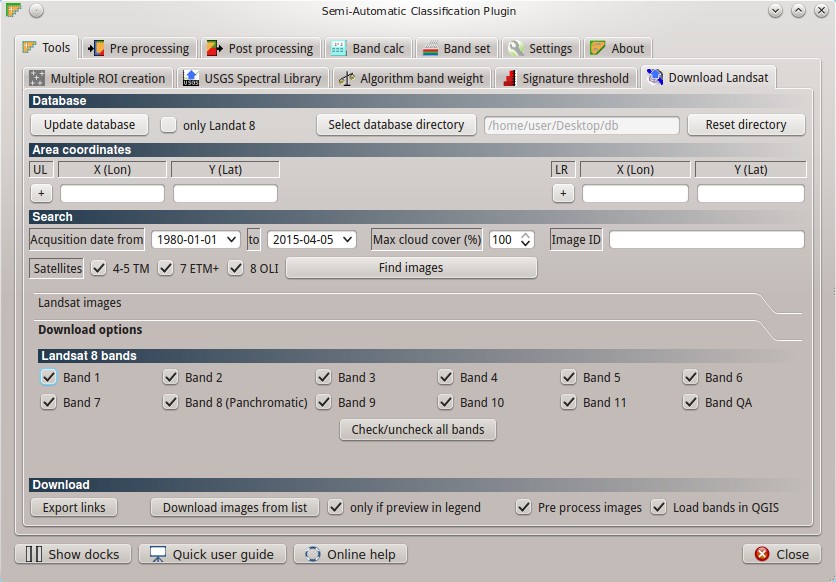 Semi-Automatic Classification Plugin
Tools Pre processing Post processing Band calc Band set Settings About
Multiple ROI creation USGS USGS Spectral Library Algorithm band weight Signature threshold Download Landsat
Database
Update database only Landat 8 Select database directory /home/user/Desktop/db Reset directory
Area coordinates
UL X (Lon) Y (Lat) LR X (Lon) Y (Lat)
+ +
Search
Acqusition date from 1980-01-01 to 2015-04-05 Max cloud cover (%) 100 Image ID
Satellites 4-5 TM 7 ETM+ 8 OLI Find images
Landsat images
Download options
Landsat 8 bands
Band 1 Band 2 Band 3 Band 4 Band 5 Band 6
Band 7 Band 8 (Panchromatic) Band 9 Band 10 Band 11 Band QA
Check/uncheck all bands
Download
Export links Download images from list only if preview in legend Pre process images Load bands in QGIS
Show docks Quick user guide Online help Close